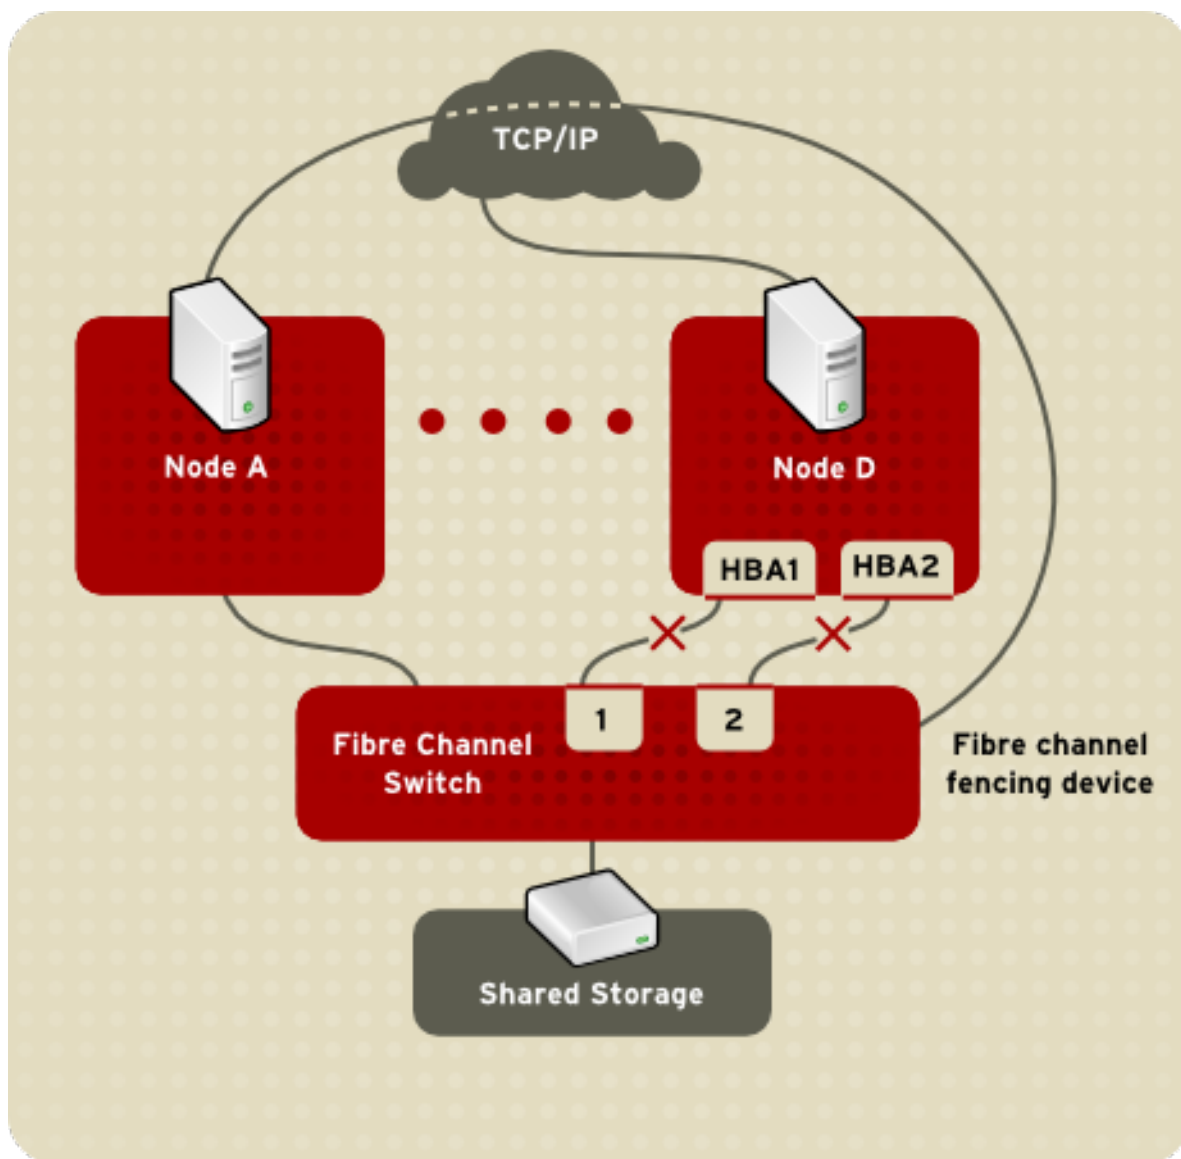 TCP/IP
Node A
Node D
HBA1
HBA2
1
2
Fibre Channel
Switch
Fibre channel
fencing device
Shared Storage